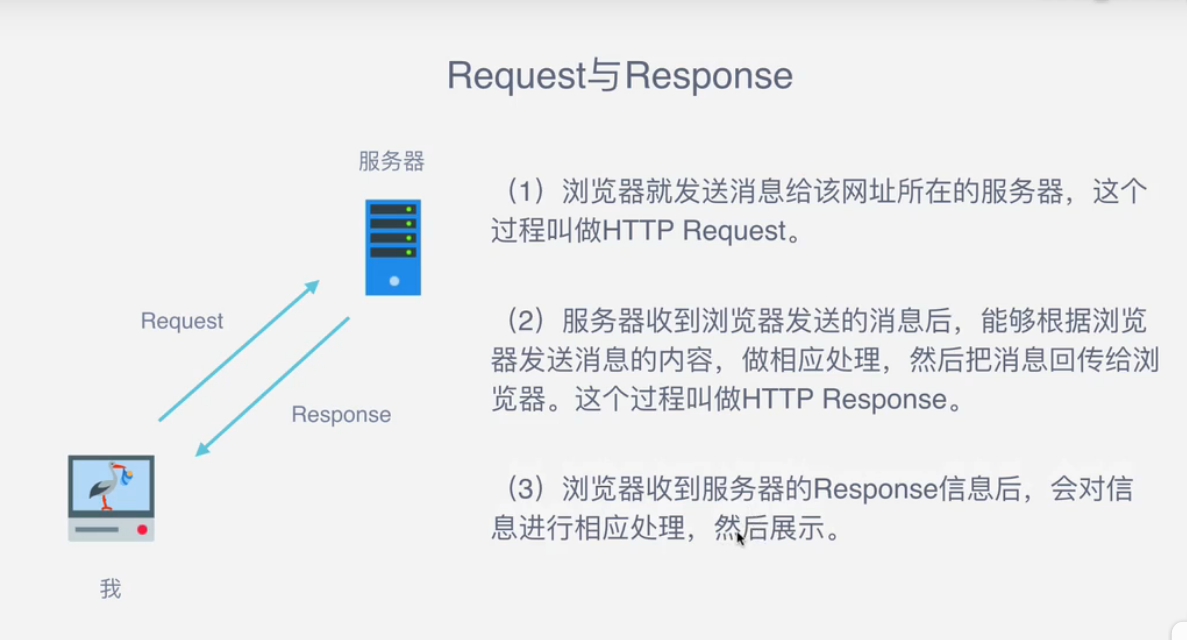 Request与Response
服务器
（1）浏览器就发送消息给该网址所在的服务器，这个
过程叫做HTTP Request。
Request
（2）服务器收到浏览器发送的消息后，能够根据浏览
器发送消息的内容，做相应处理，然后把消息回传给浏
览器。这个过程叫做HTTP Response。
Response
（3）浏览器收到服务器的Response信息后，会对信
息进行相应处理，然后展示。
我